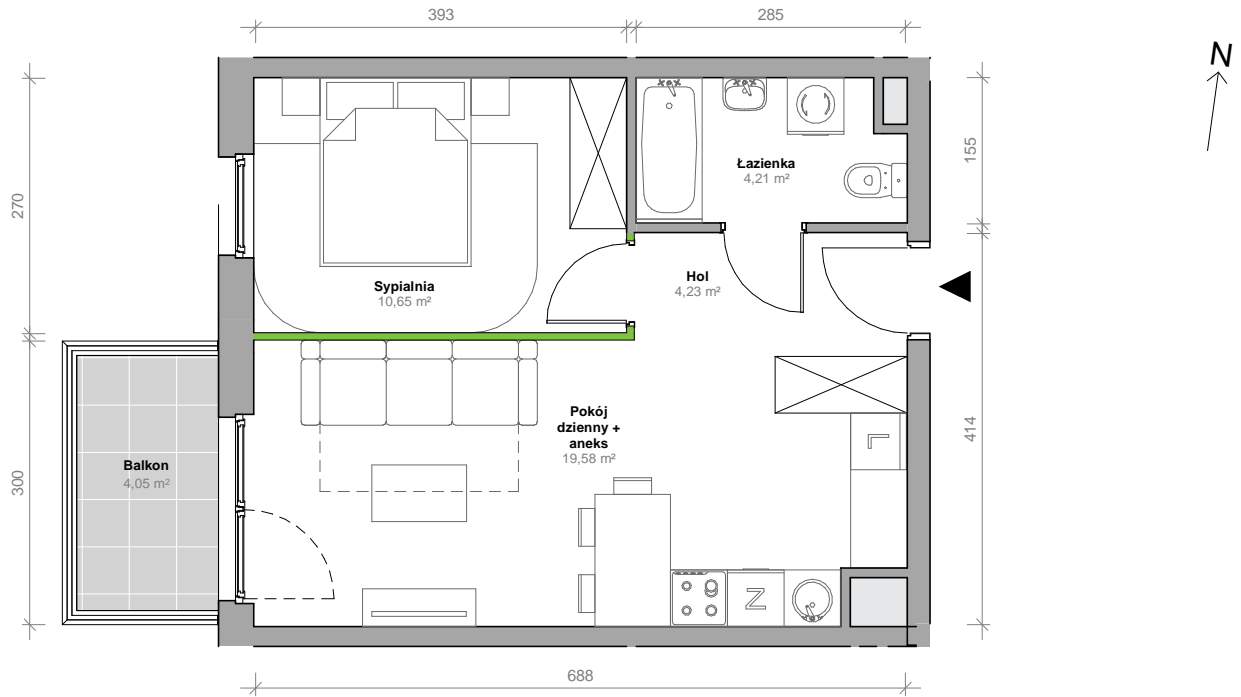 393
285
N
Łazienka
4,21 m²
155
270
Hol
4,23 m²
Sypialnia
10,65 m²
Pokój
dzienny +
aneks
19,58 m²
L
414
Balkon
4,05 m²
300
Z
688